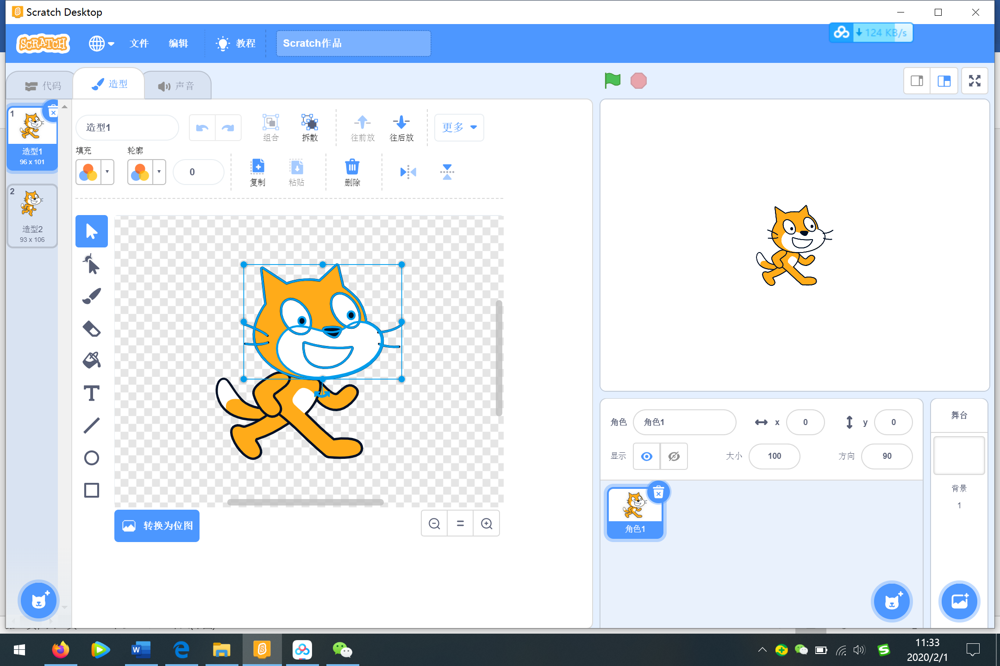 Scratch Desktop
SCRATCH
文件
编辑
教程
Scratch作品
124 KB/s
代码
造型
声音
1
造型1
96 x 101
2
造型2
93 x 106
造型1
组合
拆散
往前放
往后放
更多
填充
轮廓
0
复制
粘贴
删除
T
转换为位图
角色
角色1
x
0
y
0
显示
大小
100
方向
90
角色1
舞台
背景
1
11:33
2020/2/1